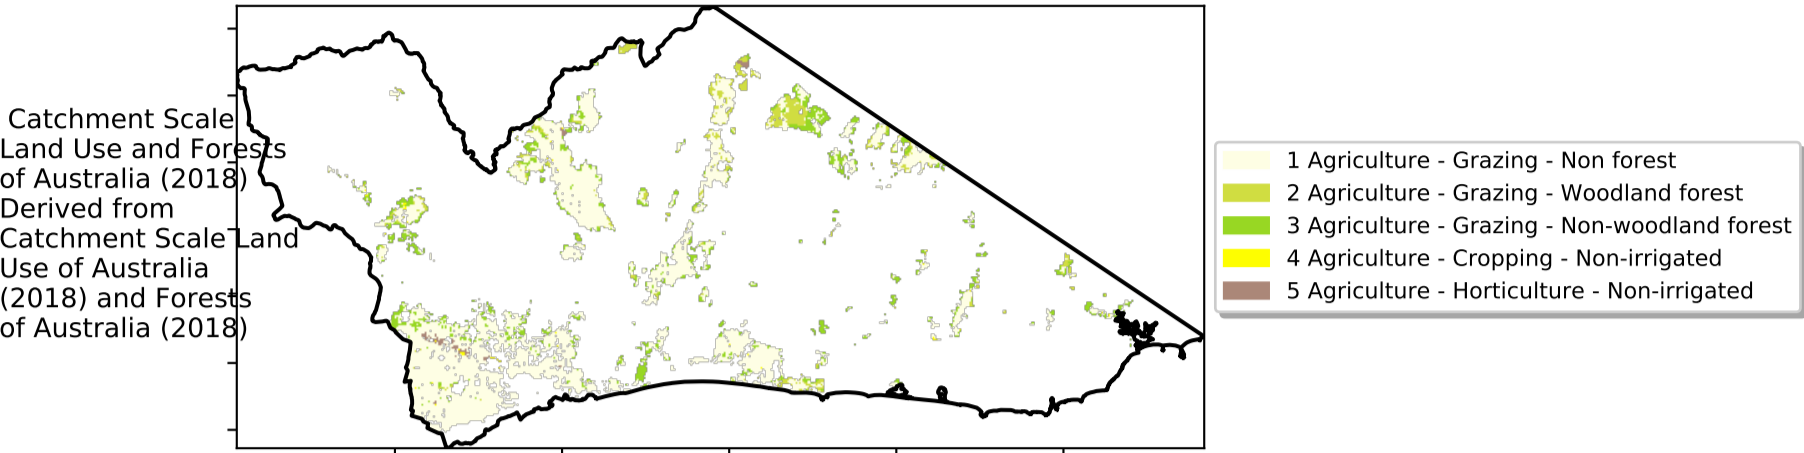 Catchment Scale
Land Use and Forests
of Australia (2018)
Derived from
Catchment Scale Land
Use of Australia
(2018) and Forests
of Australia (2018)
1 Agriculture - Grazing - Non forest
2 Agriculture - Grazing - Woodland forest
3 Agriculture - Grazing - Non-woodland forest
4 Agriculture - Cropping - Non-irrigated
5 Agriculture - Horticulture - Non-irrigated